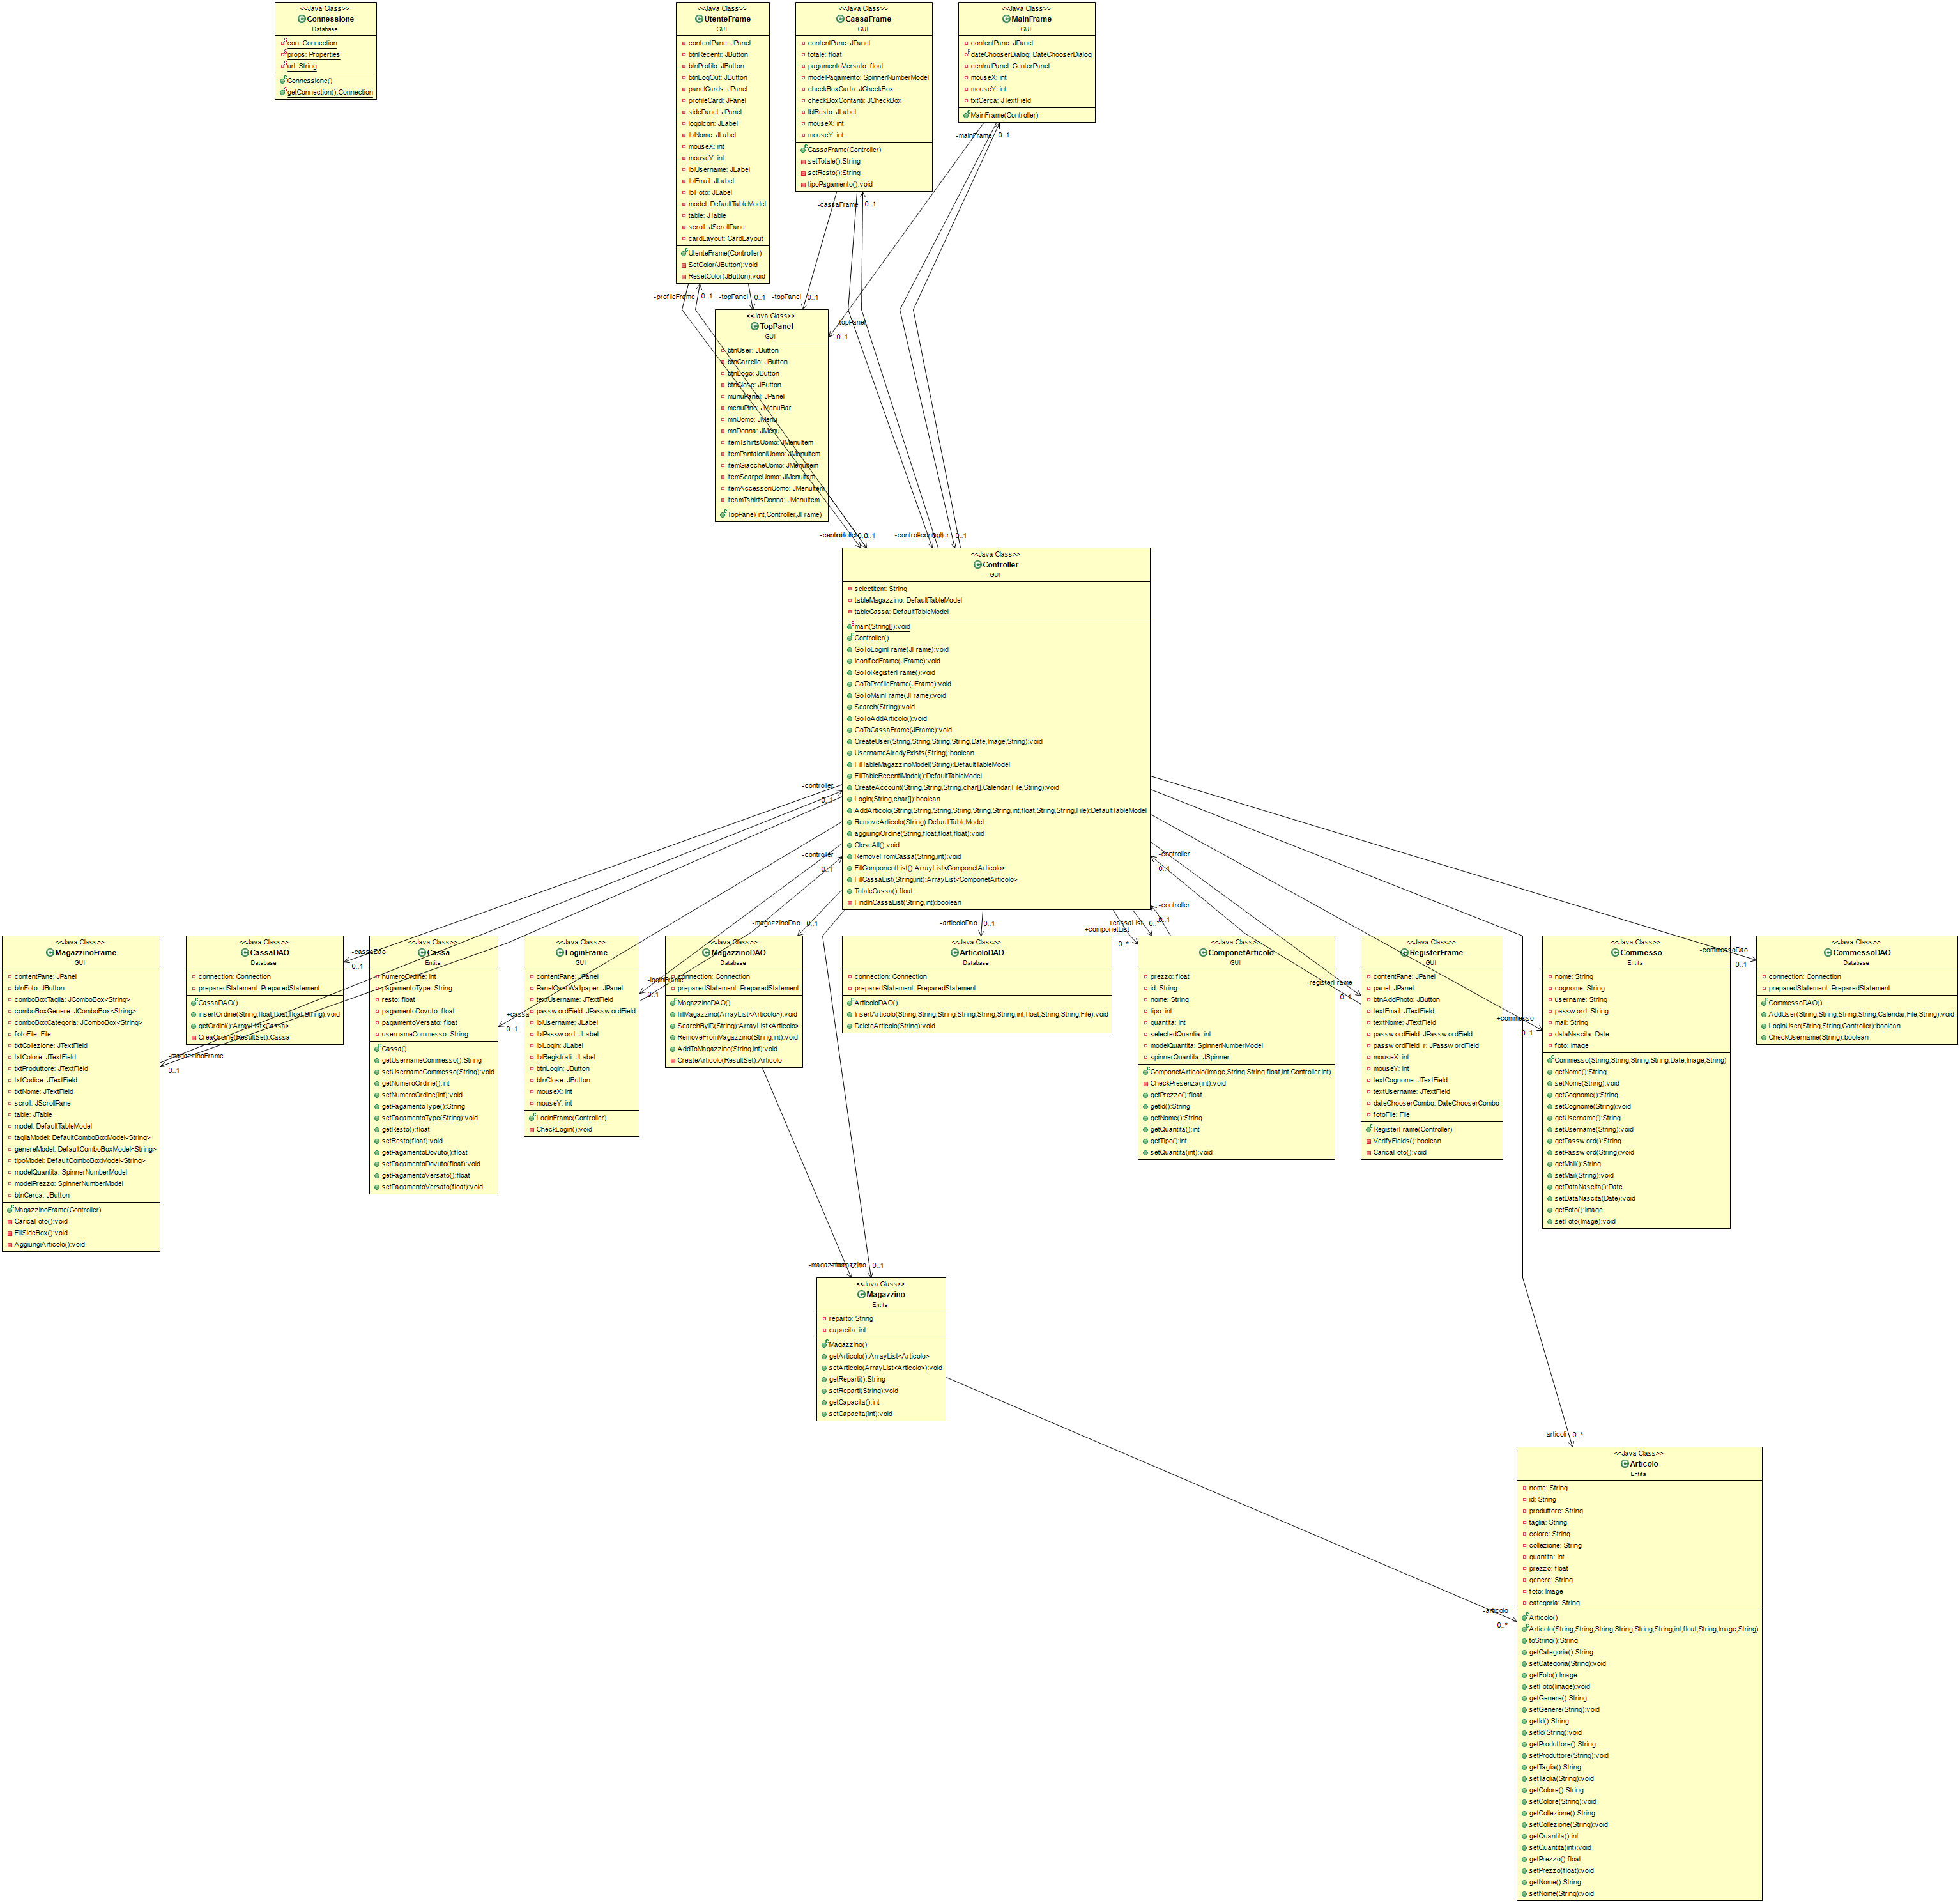 <<Java Class>>
Connessione
Database
con: Connection
props: Properties
url: String
Connessione()
getConnection():Connection
<<Java Class>>
UtenteFrame
GUI
contentPane: JPanel
btnRecenti: JButton
btnProfilo: JButton
btnLogOut: JButton
panelCards: JPanel
profileCard: JPanel
sidePanel: JPanel
logoIcon: JLabel
lblNome: JLabel
mouseX: int
mouseY: int
lblUsername: JLabel
lblEmail: JLabel
lblFoto: JLabel
model: DefaultTableModel
table: JTable
scroll: JScrollPane
cardLayout: CardLayout
UtenteFrame(Controller)
SetColor(JButton):void
ResetColor(JButton):void
<<Java Class>>
CassaFrame
GUI
contentPane: JPanel
totale: float
pagamentoVersato: float
modelPagamento: SpinnerNumberModel
checkBoxCarta: JCheckBox
checkBoxContanti: JCheckBox
lblResto: JLabel
mouseX: int
mouseY: int
CassaFrame(Controller)
setTotale():String
setResto():String
tipoPagamento():void
<<Java Class>>
MainFrame
GUI
contentPane: JPanel
dateChooserDialog: DateChooserDialog
centralPanel: CenterPanel
mouseX: int
mouseY: int
txtCerca: JTextField
MainFrame(Controller)
-mainFrame 0..1
-cassaFrame 0..1
-profileFrame 0..1
-topPanel 0..1
-topPanel 0..1
-topPanel
0..1
<<Java Class>>
TopPanel
GUI
btnUser: JButton
btnCarrello: JButton
btnLogo: JButton
btnClose: JButton
munuPanel: JPanel
menuPino: JMenuBar
mnUomo: JMenu
mnDonna: JMenu
itemTshirtsUomo: JMenuItem
itemPantaloniUomo: JMenuItem
itemGiaccheUomo: JMenuItem
itemScarpeUomo: JMenuItem
itemAccessoriUomo: JMenuItem
iteamTshirtsDonna: JMenuItem
TopPanel(int,Controller,JFrame)
-controller 0..1
-controller 0..1
<<Java Class>>
Controller
GUI
selectItem: String
tableMagazzino: DefaultTableModel
tableCassa: DefaultTableModel
main(String[]):void
Controller()
GoToLoginFrame(JFrame):void
IconifedFrame(JFrame):void
GoToRegisterFrame():void
GoToProfileFrame(JFrame):void
GoToMainFrame(JFrame):void
Search(String):void
GoToAddArticolo():void
GoToCassaFrame(JFrame):void
CreateUser(String,String,String,String,Date,Image,String):void
UsernameAlredyExists(String):boolean
FillTableMagazzinoModel(String):DefaultTableModel
FillTableRecentiModel():DefaultTableModel
CreateAccount(String,String,String,char[],Calendar,File,String):void
LogIn(String,char[]):boolean
AddArticolo(String,String,String,String,String,String,int,float,String,String,File):DefaultTableModel
RemoveArticolo(String):DefaultTableModel
aggiungiOrdine(String,float,float,float):void
CloseAll():void
RemoveFromCassa(String,int):void
FillComponentList():ArrayList<ComponetArticolo>
FillCassaList(String,int):ArrayList<ComponetArticolo>
TotaleCassa():float
FindInCassaList(String,int):boolean
-controller
0..1
-controller
0..1
-controller
0..1
-controller
0..1
-magazzinoDao 0..1
-articoloDao 0..1
+cassaList 0..*
+componetList
0..*
-cassaDao
0..1
-magazzinoFrame
0..1
+cassa
0..1
-loginFrame
0..1
-registerFrame
0..1
+commesso
0..1
-commessoDao
0..1
<<Java Class>>
MagazzinoFrame
GUI
contentPane: JPanel
btnFoto: JButton
comboBoxTaglia: JComboBox<String>
comboBoxGenere: JComboBox<String>
comboBoxCategoria: JComboBox<String>
fotoFile: File
txtCollezione: JTextField
txtColore: JTextField
txtProduttore: JTextField
txtCodice: JTextField
txtNome: JTextField
scroll: JScrollPane
table: JTable
model: DefaultTableModel
tagliaModel: DefaultComboBoxModel<String>
genereModel: DefaultComboBoxModel<String>
tipoModel: DefaultComboBoxModel<String>
modelQuantita: SpinnerNumberModel
modelPrezzo: SpinnerNumberModel
btnCerca: JButton
MagazzinoFrame(Controller)
CaricaFoto():void
FillSideBox():void
AggiungiArticolo():void
<<Java Class>>
CassaDAO
Database
connection: Connection
preparedStatement: PreparedStatement
CassaDAO()
insertOrdine(String,float,float,float,String):void
getOrdini():ArrayList<Cassa>
CreaOrdine(ResultSet):Cassa
<<Java Class>>
Cassa
Entita
numeroOrdine: int
pagamentoType: String
resto: float
pagamentoDovuto: float
pagamentoVersato: float
usernameCommesso: String
Cassa()
getUsernameCommesso():String
setUsernameCommesso(String):void
getNumeroOrdine():int
setNumeroOrdine(int):void
getPagamentoType():String
setPagamentoType(String):void
getResto():float
setResto(float):void
getPagamentoDovuto():float
setPagamentoDovuto(float):void
getPagamentoVersato():float
setPagamentoVersato(float):void
<<Java Class>>
LoginFrame
GUI
contentPane: JPanel
PanelOverWallpaper: JPanel
textUsername: JTextField
passwordField: JPasswordField
lblUsername: JLabel
lblPassword: JLabel
lblLogin: JLabel
lblRegistrati: JLabel
btnLogin: JButton
btnClose: JButton
mouseX: int
mouseY: int
LoginFrame(Controller)
CheckLogin():void
<<Java Class>>
MagazzinoDAO
Database
connection: Connection
preparedStatement: PreparedStatement
MagazzinoDAO()
fillMagazzino(ArrayList<Articolo>):void
SearchByID(String):ArrayList<Articolo>
RemoveFromMagazzino(String,int):void
AddToMagazzino(String,int):void
CreateArticolo(ResultSet):Articolo
<<Java Class>>
ArticoloDAO
Database
connection: Connection
preparedStatement: PreparedStatement
ArticoloDAO()
InsertArticolo(String,String,String,String,String,String,int,float,String,String,File):void
DeleteArticolo(String):void
<<Java Class>>
ComponetArticolo
GUI
prezzo: float
id: String
nome: String
tipo: int
quantita: int
selectedQuantia: int
modelQuantita: SpinnerNumberModel
spinnerQuantita: JSpinner
ComponetArticolo(Image,String,String,float,int,Controller,int)
CheckPresenza(int):void
getPrezzo():float
getId():String
getNome():String
getQuantita():int
getTipo():int
setQuantita(int):void
<<Java Class>>
RegisterFrame
GUI
contentPane: JPanel
panel: JPanel
btnAddPhoto: JButton
textEmail: JTextField
textNome: JTextField
passwordField: JPasswordField
passwordField_r: JPasswordField
mouseX: int
mouseY: int
textCognome: JTextField
textUsername: JTextField
dateChooserCombo: DateChooserCombo
fotoFile: File
RegisterFrame(Controller)
VerifyFields():boolean
CaricaFoto():void
<<Java Class>>
Commesso
Entita
nome: String
cognome: String
username: String
password: String
mail: String
dataNascita: Date
foto: Image
Commesso(String,String,String,String,Date,Image,String)
getNome():String
setNome(String):void
getCognome():String
setCognome(String):void
getUsername():String
setUsername(String):void
getPassword():String
setPassword(String):void
getMail():String
setMail(String):void
getDataNascita():Date
setDataNascita(Date):void
getFoto():Image
setFoto(Image):void
<<Java Class>>
CommessoDAO
Database
connection: Connection
preparedStatement: PreparedStatement
CommessoDAO()
AddUser(String,String,String,String,Calendar,File,String):void
LoginUser(String,String,Controller):boolean
CheckUsername(String):boolean
-magazzino 0..1
<<Java Class>>
Magazzino
Entita
reparto: String
capacita: int
Magazzino()
getArticolo():ArrayList<Articolo>
setArticolo(ArrayList<Articolo>):void
getReparti():String
setReparti(String):void
getCapacita():int
setCapacita(int):void
-articoli 0..*
-articolo
0..*
<<Java Class>>
Articolo
Entita
nome: String
id: String
produttore: String
taglia: String
colore: String
collezione: String
quantita: int
prezzo: float
genere: String
foto: Image
categoria: String
Articolo()
Articolo(String,String,String,String,String,String,int,float,String,Image,String)
toString():String
getCategoria():String
setCategoria(String):void
getFoto():Image
setFoto(Image):void
getGenere():String
setGenere(String):void
getId():String
setId(String):void
getProduttore():String
setProduttore(String):void
getTaglia():String
setTaglia(String):void
getColore():String
setColore(String):void
getCollezione():String
setCollezione(String):void
getQuantita():int
setQuantita(int):void
getPrezzo():float
setPrezzo(float):void
getNome():String
setNome(String):void